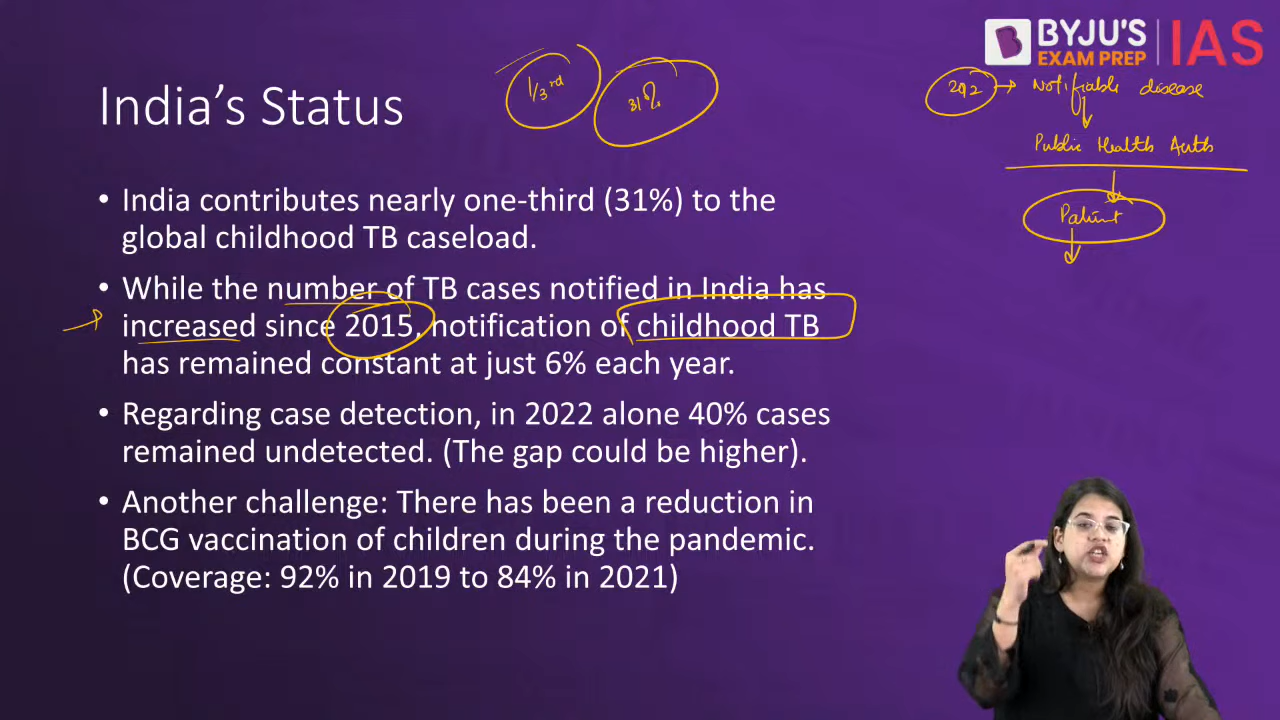 BYJU'S
EXAM PREP
IAS
India's Status
1/3rd
31%
→ Notifiable disease
Public Health Auth
Patient
• India contributes nearly one-third (31%) to the
global childhood TB caseload.
• While the number of TB cases notified in India has
increased since 2015, notification of childhood TB
has remained constant at just 6% each year.
• Regarding case detection, in 2022 alone 40% cases
remained undetected. (The gap could be higher).
• Another challenge: There has been a reduction in
BCG vaccination of children during the pandemic.
(Coverage: 92% in 2019 to 84% in 2021)